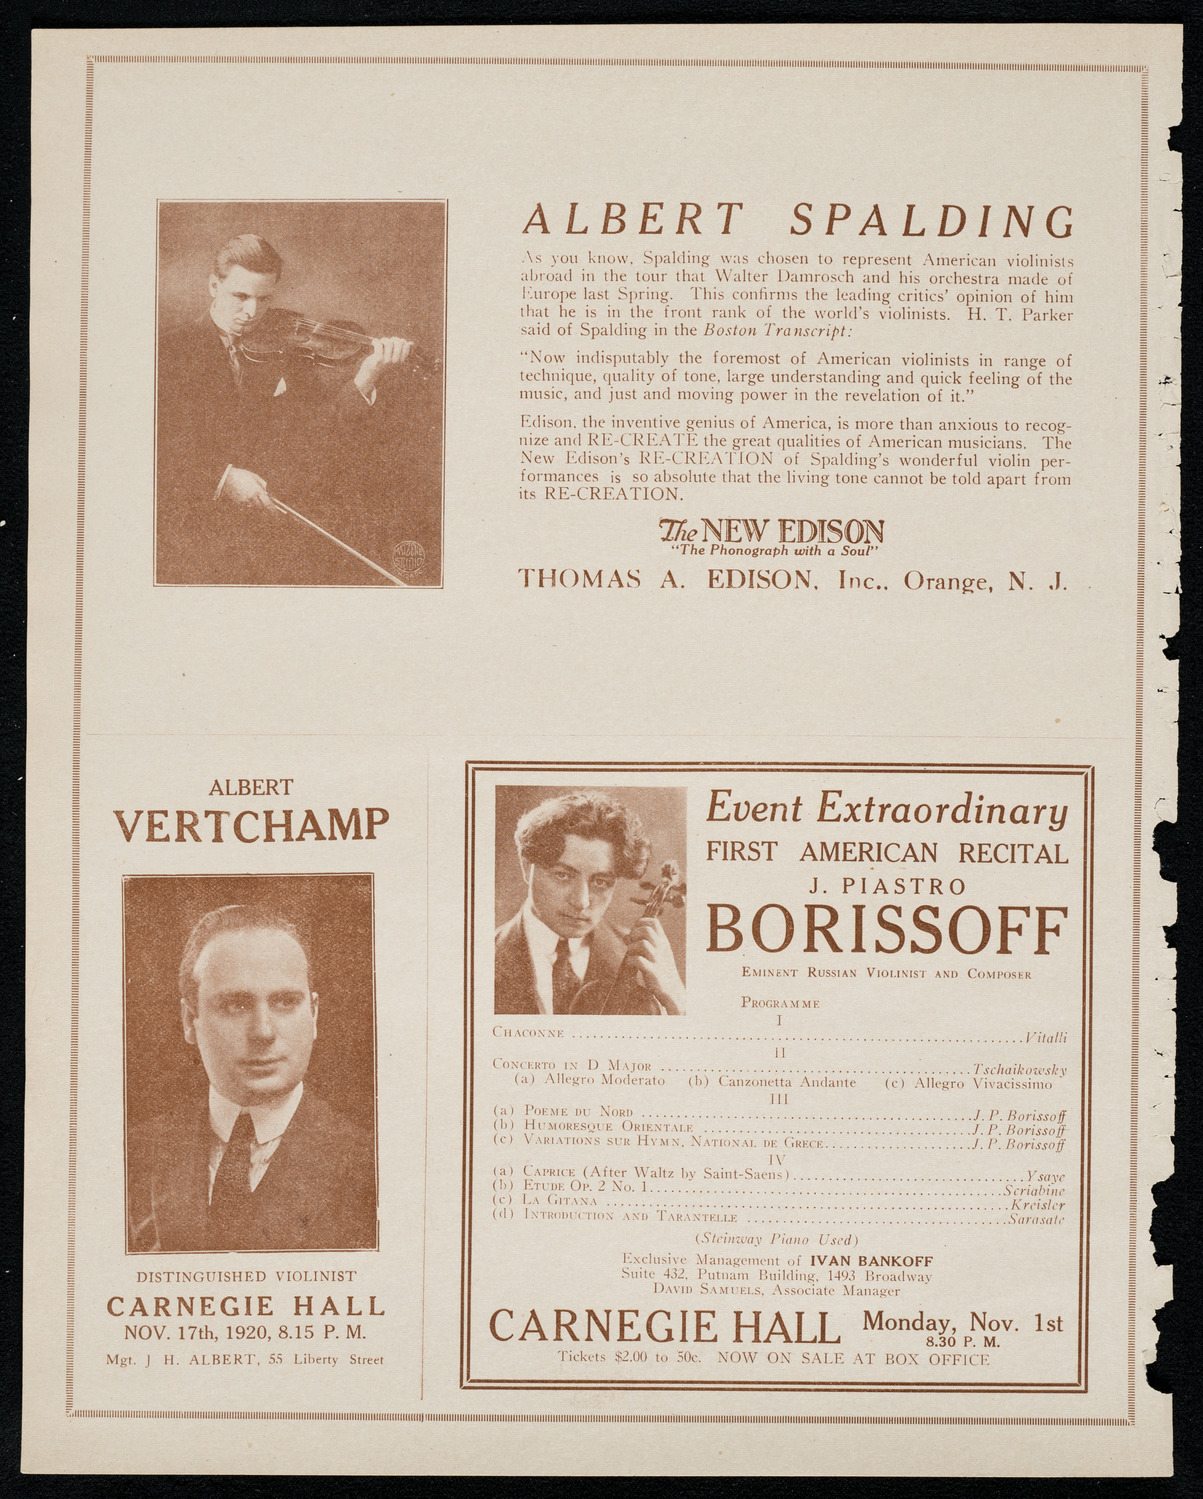 ALBERT SPALDING
As you know, Spalding was chosen to represent American violinists
abroad in the tour that Walter Damrosch and his orchestra made of
Europe last Spring. This confirms the leading critics' opinion of him
that he is in the front rank of the world's violinists. H. T. Parker
said of Spalding in the Boston Transcript:
"Now indisputably the foremost of American violinists in range of
technique, quality of tone, large understanding and quick feeling of the
music, and just and moving power in the revelation of it."
Edison, the inventive genius of America, is more than anxious to recog-
nize and RE-CREATE the great qualities of American musicians. The
New Edison's RE-CREATION of Spalding's wonderful violin per-
formances is so absolute that the living tone cannot be told apart from
its RE-CREATION.
The NEW EDISON
"The Phonograph with a Soul"
THOMAS A. EDISON, Inc., Orange, N. J.
ALBERT
VERTCHAMP
DISTINGUISHED VIOLINIST
CARNEGIE HALL
NOV. 17th, 1920, 8.15 P. M.
Mgt. J H. ALBERT, 55 Liberty Street
Event Extraordinary
FIRST AMERICAN RECITAL
J. PIASTRO
BORISSOFF
EMINENT RUSSIAN VIOLINIST AND COMPOSER
PROGRAMME
I
CHACONNE ........ Vitalli
II
CONCERTO IN D MAJOR ........ Tschaikowsky
(a) Allegro Moderato (b) Canzonetta Andante (c) Allegro Vivacissimo
III
(a) POEME DU NORD ........ J. P. Borissoff
(b) HUMORESQUE ORIENTALE ........ J. P. Borissoff
(c) VARIATIONS SUR HYMN, NATIONAL DE GRECE ........ J. P. Borissoff
IV
(a) CAPRICE (After Waltz by Saint-Saens) ........ Ysaye
(b) ETUDE OP. 2 NO. 1 ........ Scriabine
(c) LA GITANA ........ Kreisler
(d) INTRODUCTION AND TARANTELLE ........ Sarasate
(Steinway Piano Used)
Exclusive Management of IVAN BANKOFF
Suite 432, Putnam Building, 1493 Broadway
DAVID SAMUELS, Associate Manager
CARNEGIE HALL Monday, Nov. 1st
8.30 P. M.
Tickets $2.00 to 50c. NOW ON SALE AT BOX OFFICE